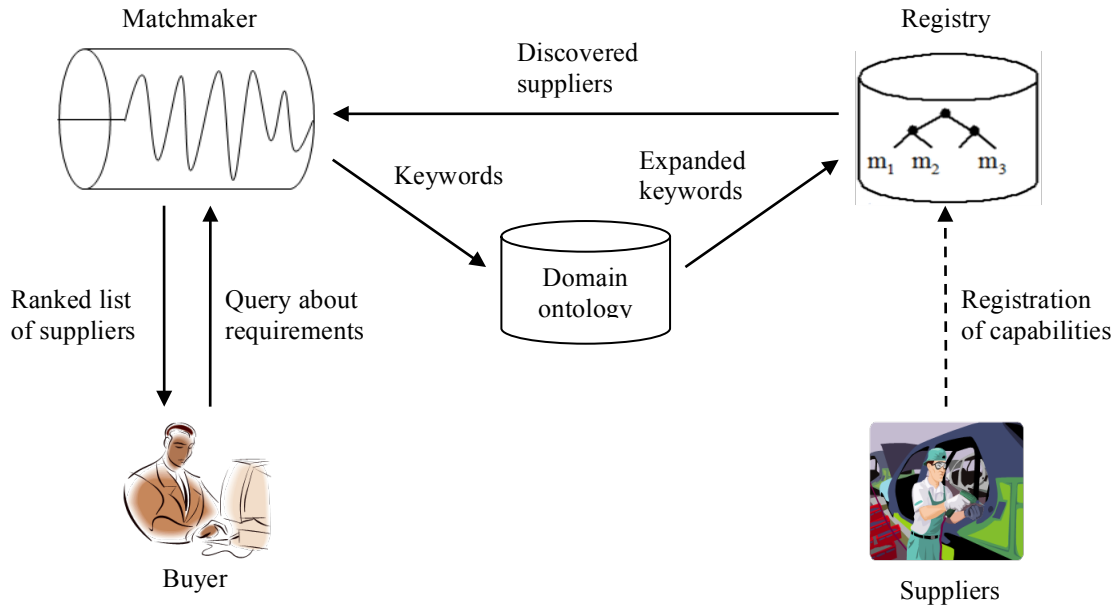 Matchmaker
Registry
Discovered
suppliers
m1 m2 m3
Keywords
Expanded
keywords
Domain
ontology
Ranked list
of suppliers
Query about
requirements
Registration
of capabilities
Buyer
Suppliers